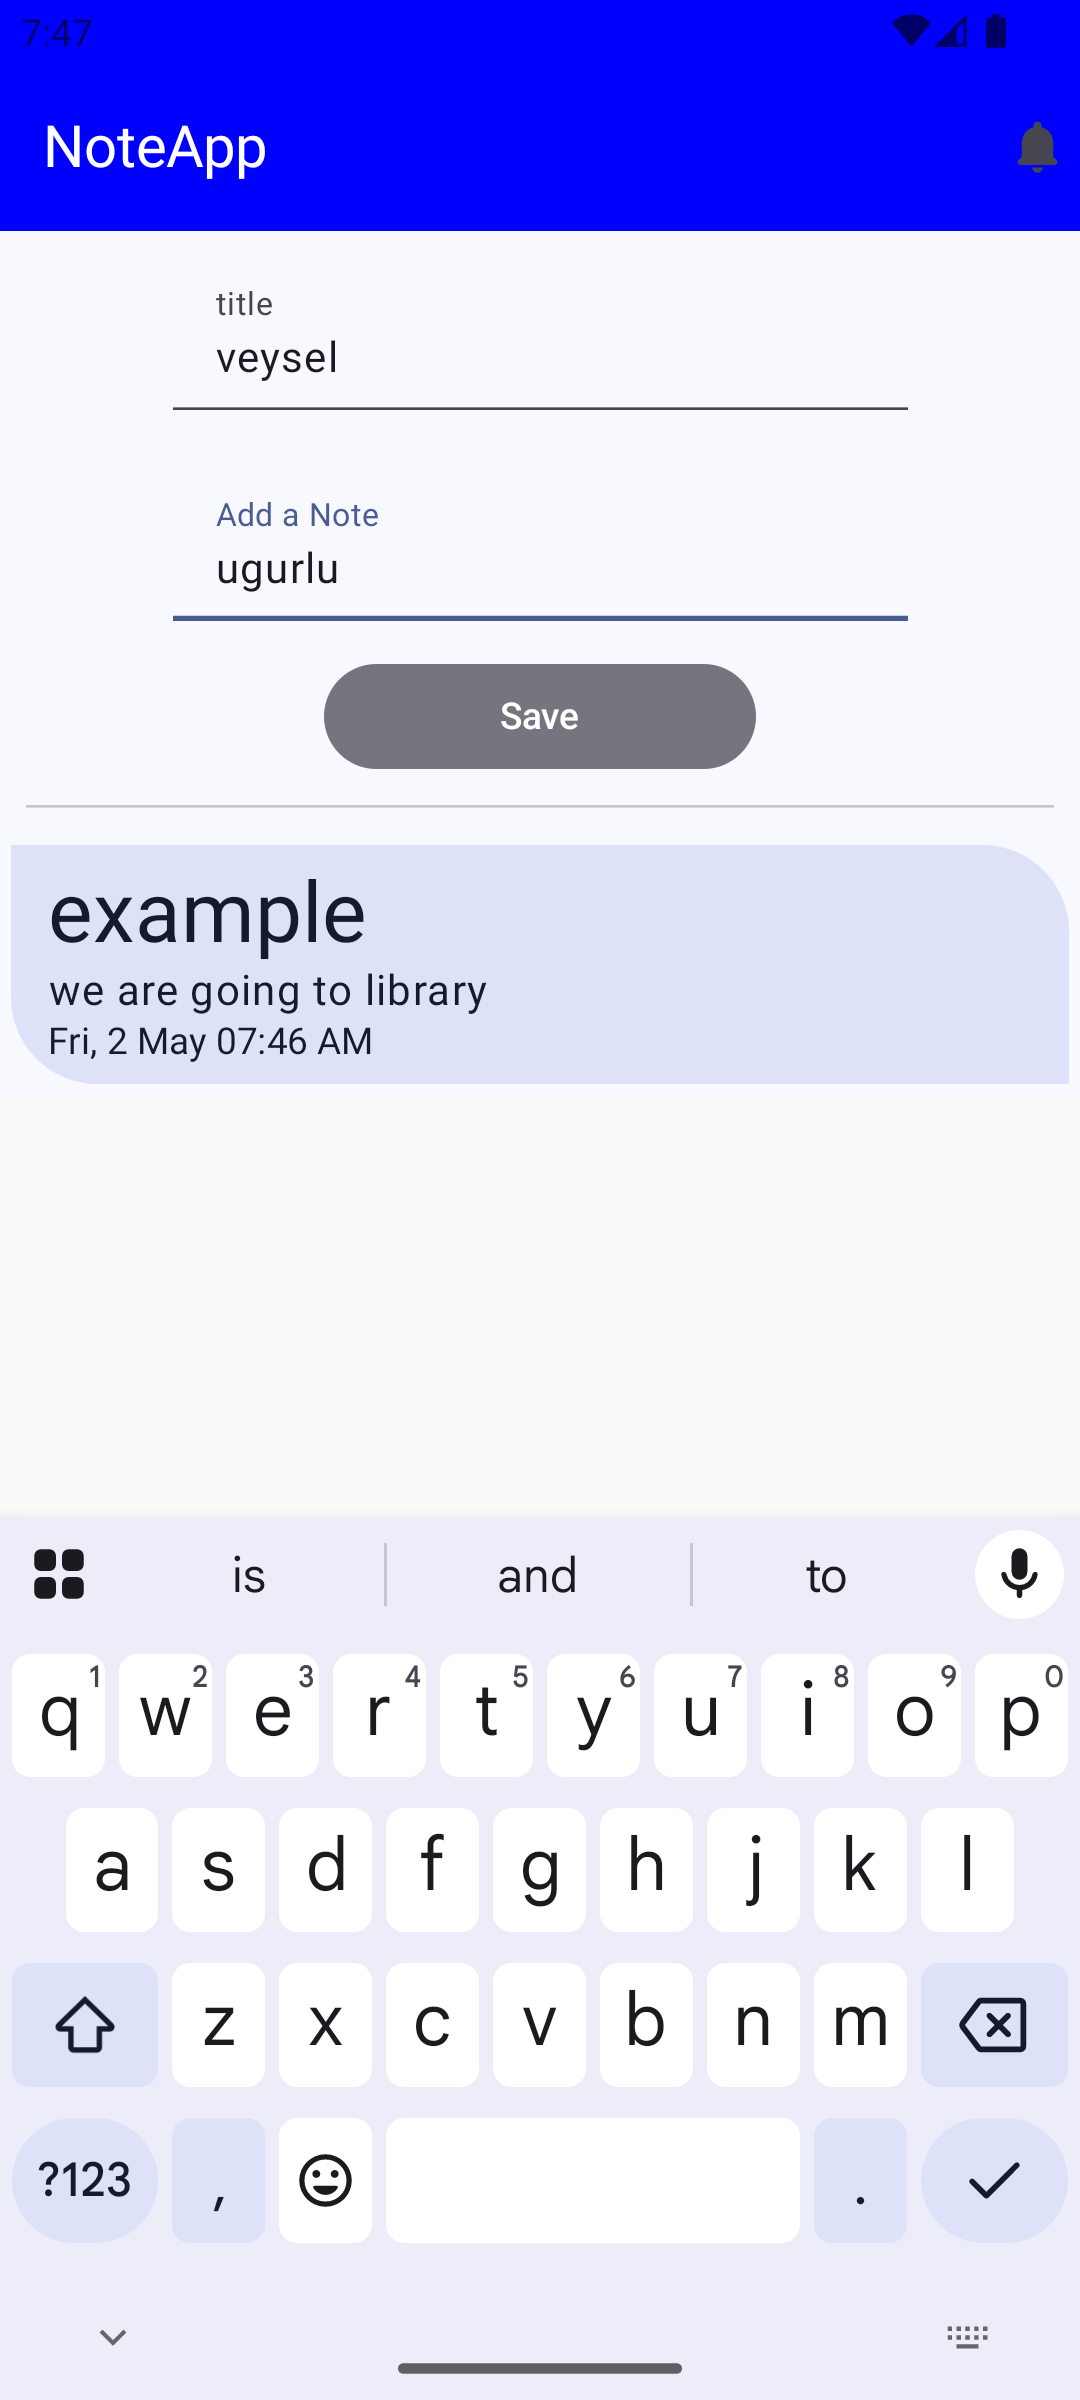 7:47
NoteApp
title
veysel
Add a Note
ugurlu
Save
example
we are going to library
Fri, 2 May 07:46 AM
is and to
q1 w2 e3 r4 t5 y6 u7 i8 o9 p0
a s d f g h j k l
z x c v b n m
?123 , .